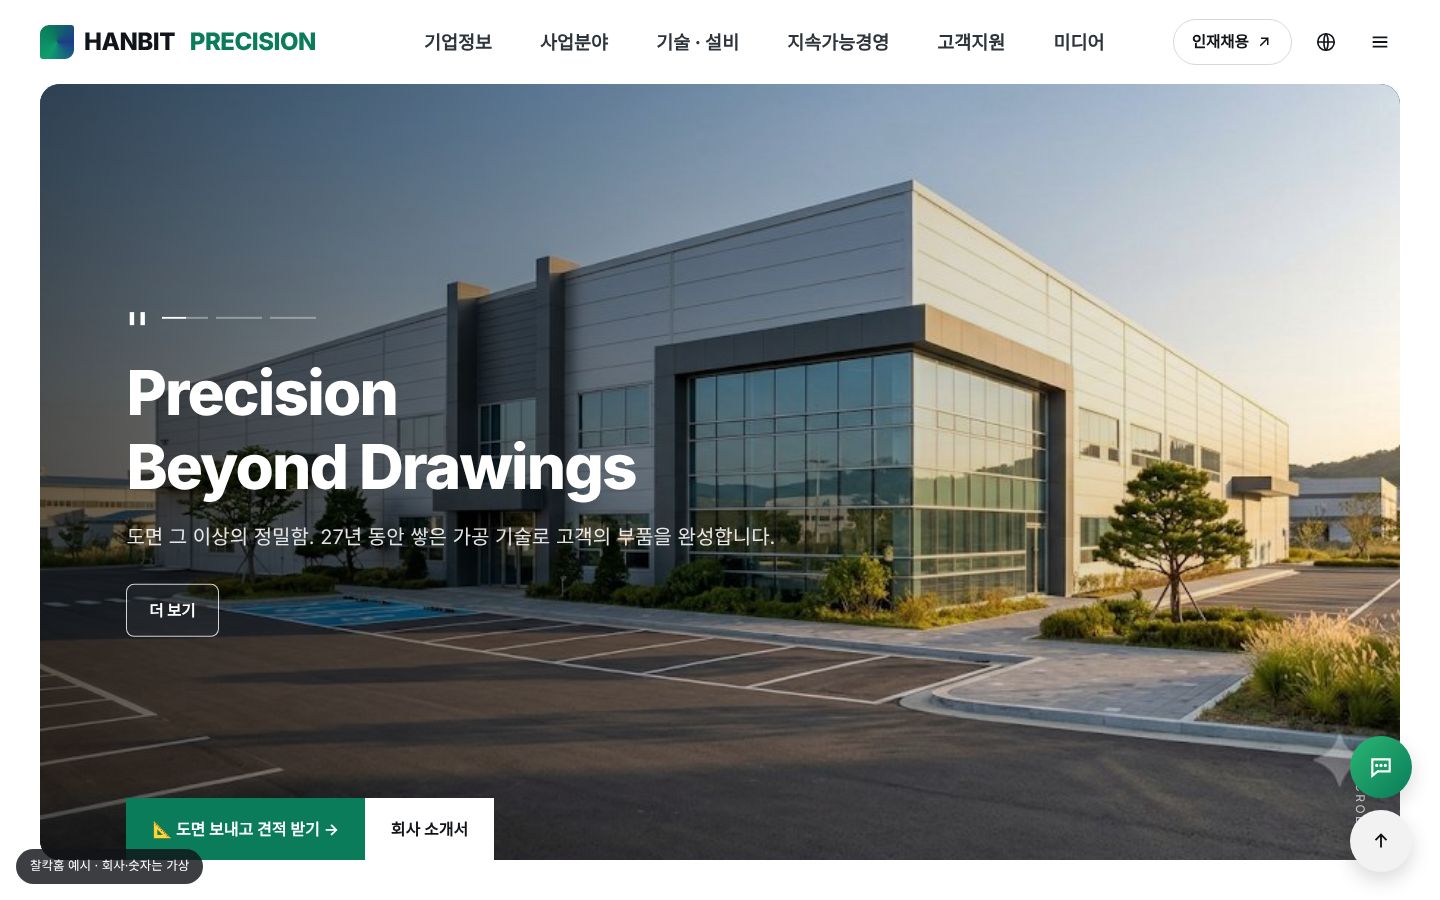 HANBIT PRECISION
기업정보 사업분야 기술 · 설비 지속가능경영 고객지원 미디어
인재채용
Precision
Beyond Drawings
도면 그 이상의 정밀함. 27년 동안 쌓은 가공 기술로 고객의 부품을 완성합니다.
더 보기
도면 보내고 견적 받기 → 회사 소개서
찰칵홈 예시 · 회사·숫자는 가상